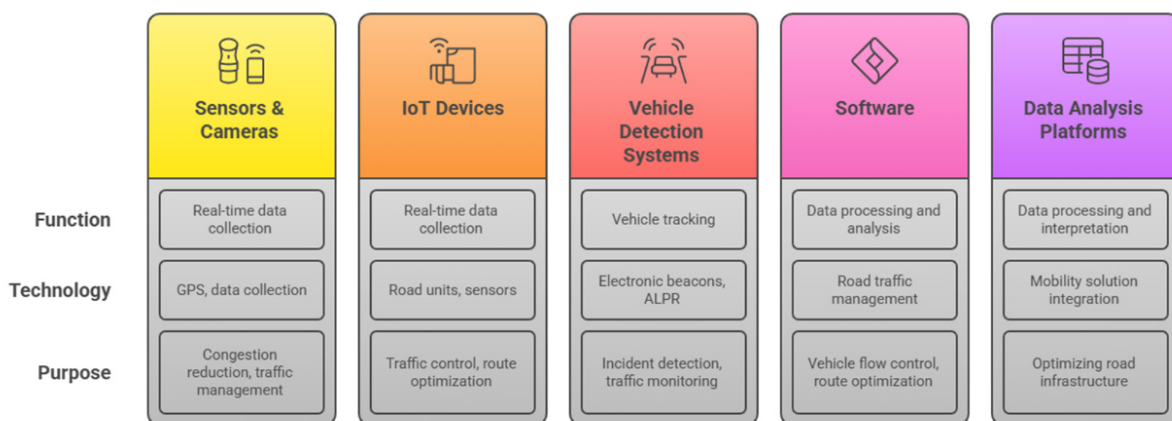 Sensors &
Cameras
IoT Devices
Vehicle
Detection
Systems
Software
Data Analysis
Platforms
Function
Real-time data
collection
Real-time data
collection
Vehicle tracking
Data processing and
analysis
Data processing and
interpretation
Technology
GPS, data collection
Road units, sensors
Electronic beacons,
ALPR
Road traffic
management
Mobility solution
integration
Purpose
Congestion
reduction, traffic
management
Traffic control, route
optimization
Incident detection,
traffic monitoring
Vehicle flow control,
route optimization
Optimizing road
infrastructure